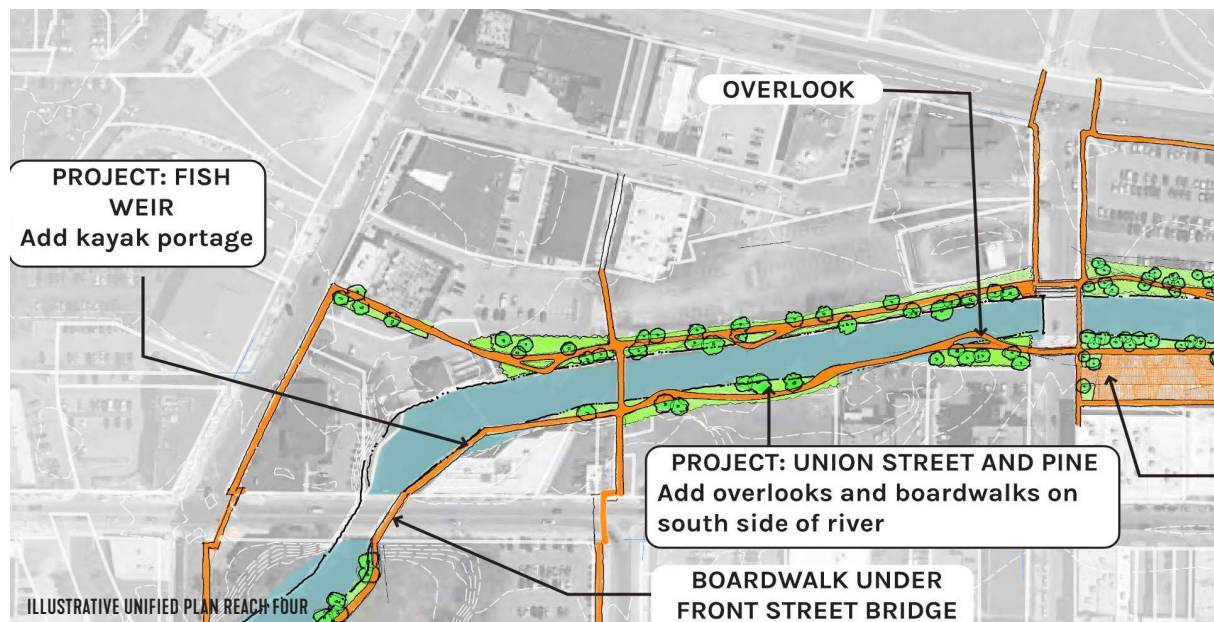 OVERLOOK
PROJECT: FISH
WEIR
Add kayak portage
PROJECT: UNION STREET AND PINE
Add overlooks and boardwalks on
south side of river
BOARDWALK UNDER
FRONT STREET BRIDGE
ILLUSTRATIVE UNIFIED PLAN REACH FOUR